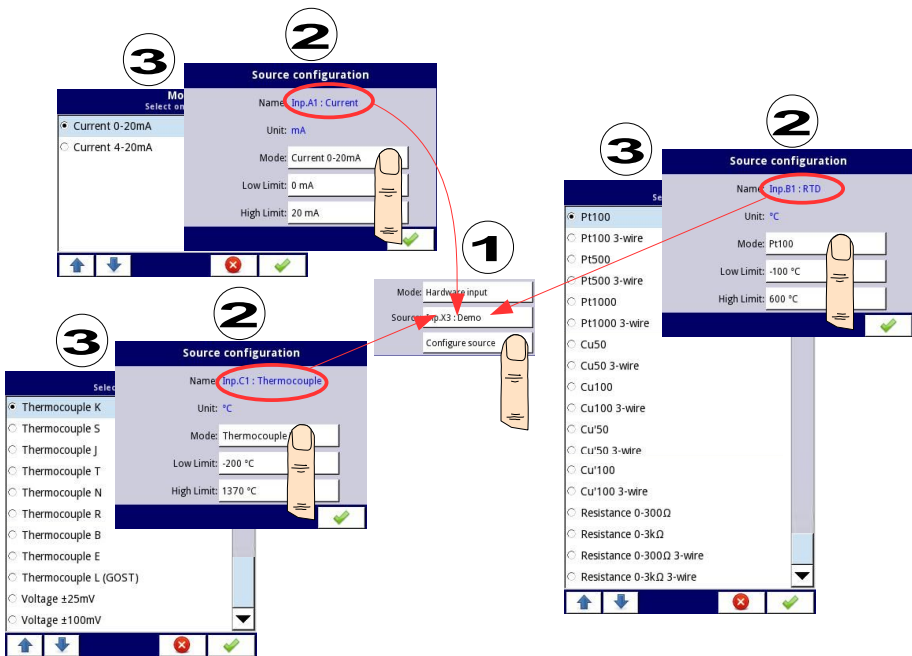 3
Mo
Select on
Current 0-20mA
Current 4-20mA
2
Source configuration
Name: Inp.A1 : Current
Unit: mA
Mode: Current 0-20mA
Low Limit: 0 mA
High Limit: 20 mA
1
Mode: Hardware input
Source: Inp.X3 : Demo
Configure source
3
Selec
Thermocouple K
Thermocouple S
Thermocouple J
Thermocouple T
Thermocouple N
Thermocouple R
Thermocouple B
Thermocouple E
Thermocouple L (GOST)
Voltage ±25mV
Voltage ±100mV
2
Source configuration
Name: Inp.C1 : Thermocouple
Unit: °C
Mode: Thermocouple
Low Limit: -200 °C
High Limit: 1370 °C
3
Se
Pt100
Pt100 3-wire
Pt500
Pt500 3-wire
Pt1000
Pt1000 3-wire
Cu50
Cu50 3-wire
Cu100
Cu100 3-wire
Cu'50
Cu'50 3-wire
Cu'100
Cu'100 3-wire
Resistance 0-300Ω
Resistance 0-3kΩ
Resistance 0-300Ω 3-wire
Resistance 0-3kΩ 3-wire
2
Source configuration
Name: Inp.B1 : RTD
Unit: °C
Mode: Pt100
Low Limit: -100 °C
High Limit: 600 °C